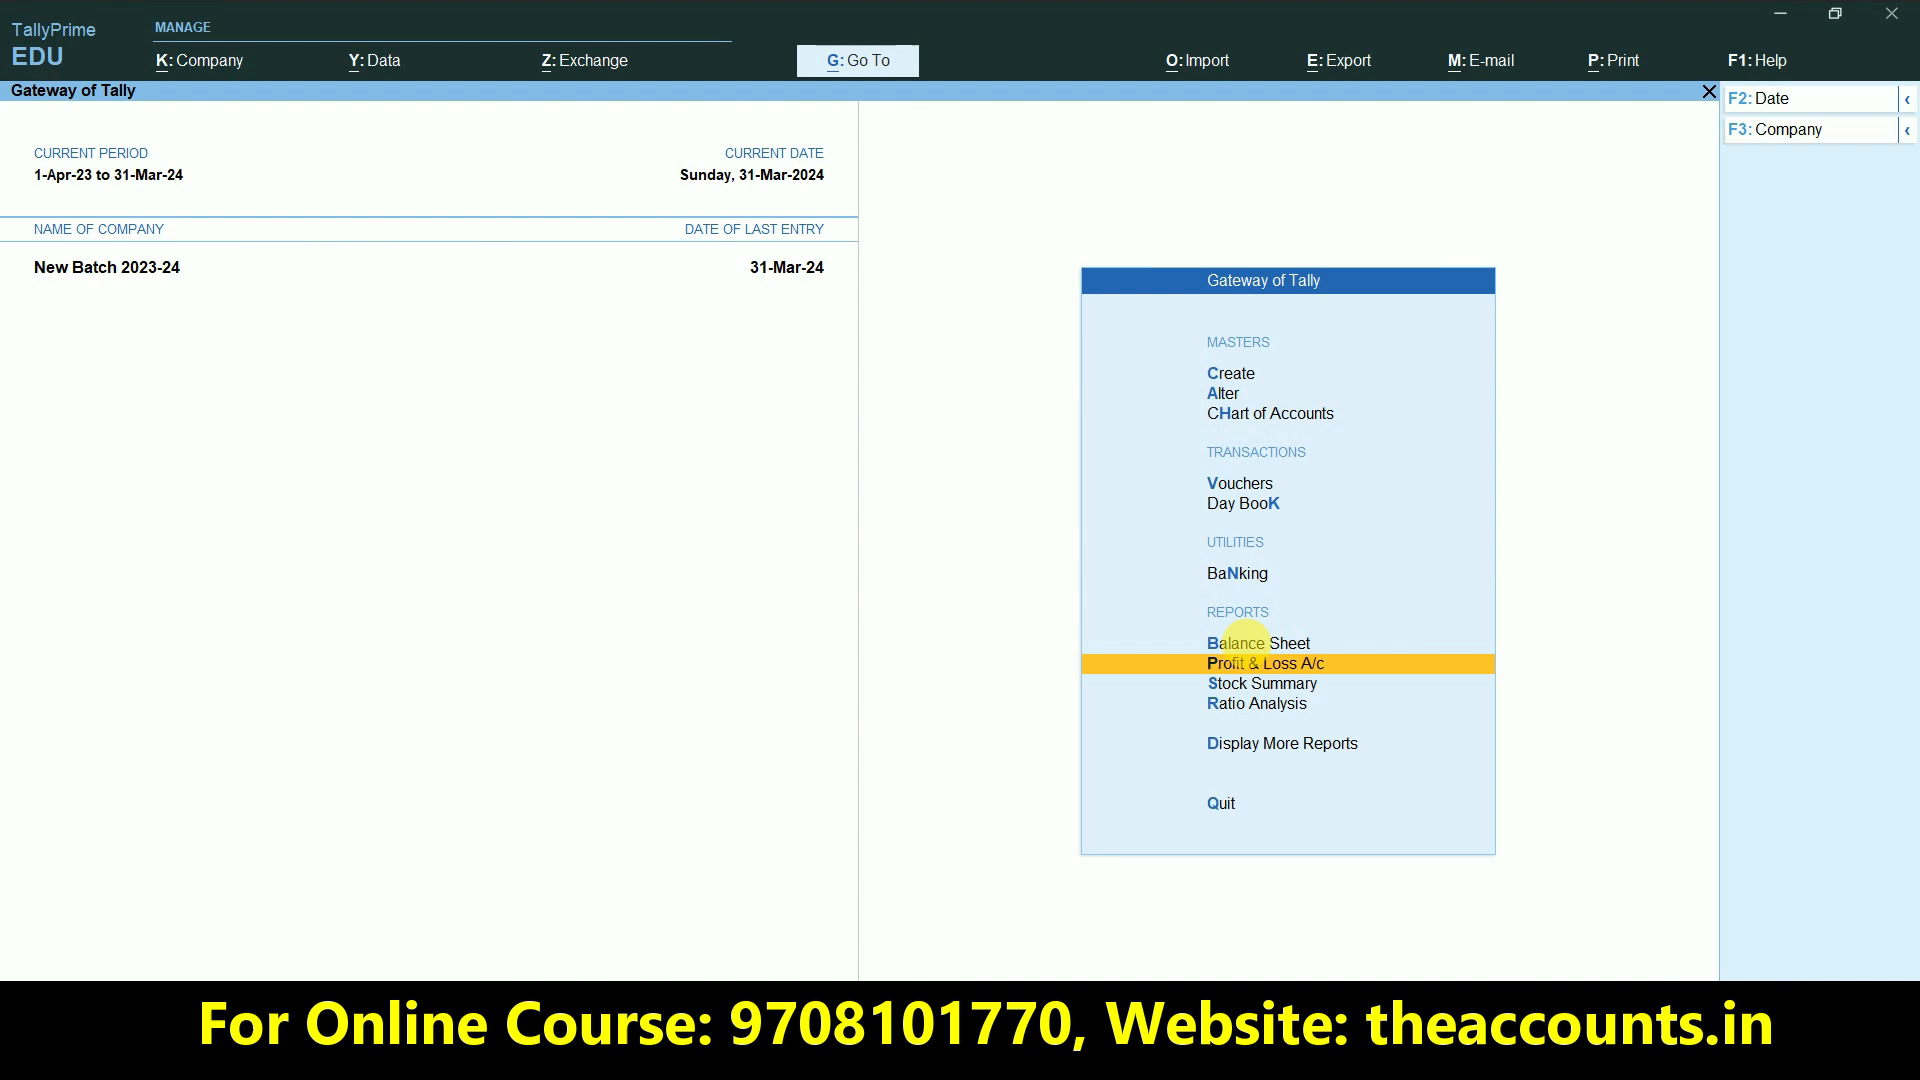 TallyPrime
EDU
MANAGE
K: Company
Y: Data
Z: Exchange
G: Go To
O: Import
E: Export
M: E-mail
P: Print
F1: Help
Gateway of Tally
F2: Date
F3: Company
CURRENT PERIOD
CURRENT DATE
1-Apr-23 to 31-Mar-24
Sunday, 31-Mar-2024
NAME OF COMPANY
DATE OF LAST ENTRY
New Batch 2023-24
31-Mar-24
Gateway of Tally
MASTERS
Create
Alter
CHart of Accounts
TRANSACTIONS
Vouchers
Day BooK
UTILITIES
BaNking
REPORTS
Balance Sheet
Profit & Loss A/c
Stock Summary
Ratio Analysis
Display More Reports
Quit
For Online Course: 9708101770, Website: theaccounts.in